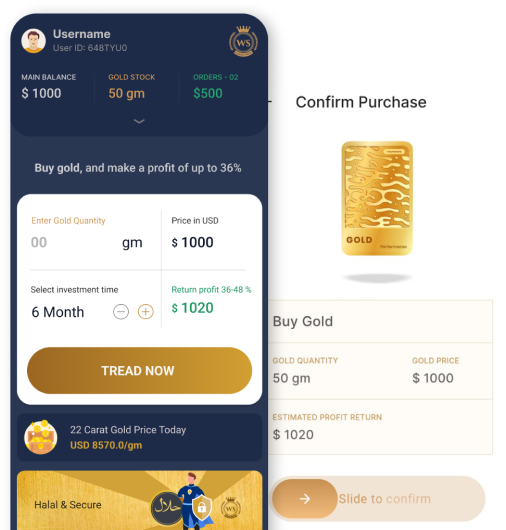 Username
User ID: 648TYU0
WS
MAIN BALANCE
$ 1000
GOLD STOCK
50 gm
ORDERS - 02
$500
Buy gold, and make a profit of up to 36%
Enter Gold Quantity
00 gm
Price in USD
$ 1000
Select investment time
6 Month
Return profit 36-48 %
$ 1020
TREAD NOW
22 Carat Gold Price Today
USD 8570.0/gm
Halal & Secure
حلال
WS
Confirm Purchase
GOLD
Buy Gold
GOLD QUANTITY
50 gm
GOLD PRICE
$ 1000
ESTIMATED PROFIT RETURN
$ 1020
Slide to confirm